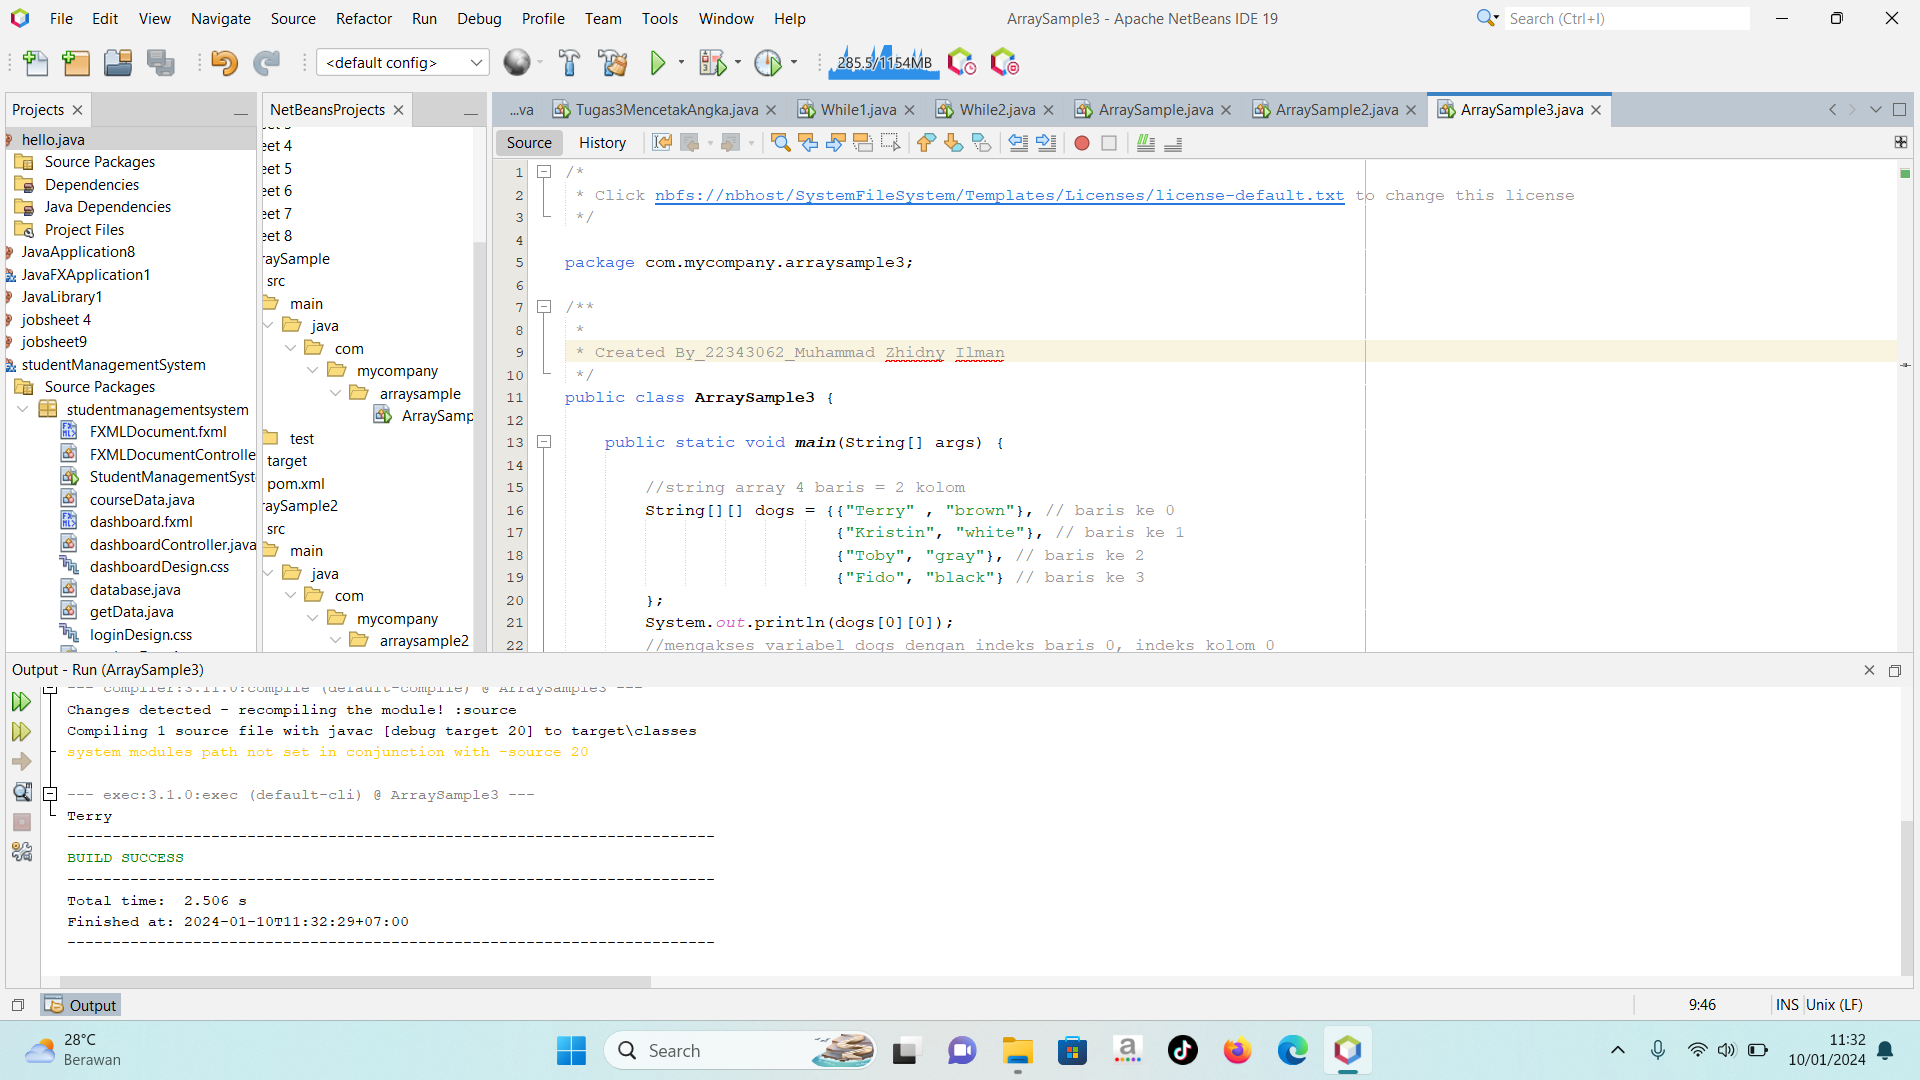 File Edit View Navigate Source Refactor Run Debug Profile Team Tools Window Help
ArraySample3 - Apache NetBeans IDE 19
Search (Ctrl+I)
<default config>
285.5/1154MB
Projects
hello.java
Source Packages
Dependencies
Java Dependencies
Project Files
JavaApplication8
JavaFXApplication1
JavaLibrary1
jobsheet 4
jobsheet9
studentManagementSystem
Source Packages
studentmanagementsystem
FXMLDocument.fxml
FXMLDocumentControlle
StudentManagementSyst
courseData.java
dashboard.fxml
dashboardController.java
dashboardDesign.css
database.java
getData.java
loginDesign.css
NetBeansProjects
eet 4
eet 5
eet 6
eet 7
eet 8
raySample
src
main
java
com
mycompany
arraysample
ArraySamp
test
target
pom.xml
raySample2
src
main
java
com
mycompany
arraysample2
...va Tugas3MencetakAngka.java While1.java While2.java ArraySample.java ArraySample2.java ArraySample3.java
Source History
1 /*
2 * Click nbfs://nbhost/SystemFileSystem/Templates/Licenses/license-default.txt to change this license
3 */
4
5 package com.mycompany.arraysample3;
6
7 /**
8 *
9 * Created By_22343062_Muhammad Zhidny Ilman
10 */
11 public class ArraySample3 {
12
13 public static void main(String[] args) {
14
15 //string array 4 baris = 2 kolom
16 String[][] dogs = {{"Terry" , "brown"}, // baris ke 0
17 {"Kristin", "white"}, // baris ke 1
18 {"Toby", "gray"}, // baris ke 2
19 {"Fido", "black"} // baris ke 3
20 };
21 System.out.println(dogs[0][0]);
22 //mengakses variabel dogs dengan indeks baris 0, indeks kolom 0
Output - Run (ArraySample3)
--- compiler:3.11.0:compile (default-compile) @ ArraySample3 ---
Changes detected - recompiling the module! :source
Compiling 1 source file with javac [debug target 20] to target\classes
system modules path not set in conjunction with -source 20
--- exec:3.1.0:exec (default-cli) @ ArraySample3 ---
Terry
------------------------------------------------------------------------
BUILD SUCCESS
------------------------------------------------------------------------
Total time:  2.506 s
Finished at: 2024-01-10T11:32:29+07:00
------------------------------------------------------------------------
Output
9:46 INS Unix (LF)
28°C
Berawan
Search
11:32
10/01/2024